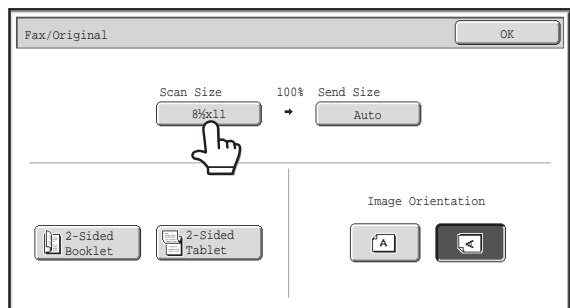 Fax/Original
OK
Scan Size 100% Send Size
8½x11 → Auto
Image Orientation
2-Sided
Booklet
2-Sided
Tablet
A A